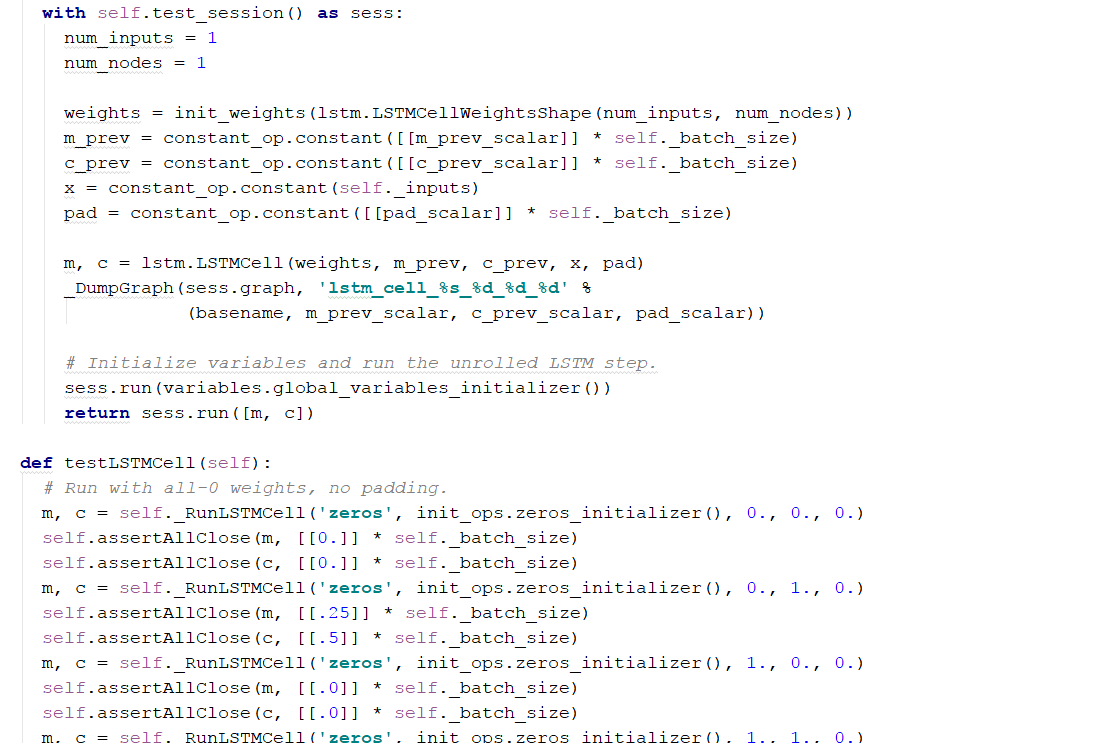 with self.test_session() as sess:
num_inputs = 1
num_nodes = 1
weights = init_weights(lstm.LSTMCellWeightsShape(num_inputs, num_nodes))
m_prev = constant_op.constant([[m_prev_scalar]] * self._batch_size)
c_prev = constant_op.constant([[c_prev_scalar]] * self._batch_size)
x = constant_op.constant(self._inputs)
pad = constant_op.constant([[pad_scalar]] * self._batch_size)
m, c = lstm.LSTMCell(weights, m_prev, c_prev, x, pad)
_DumpGraph(sess.graph, 'lstm_cell_%s_%d_%d_%d' %
(basename, m_prev_scalar, c_prev_scalar, pad_scalar))
# Initialize variables and run the unrolled LSTM step.
sess.run(variables.global_variables_initializer())
return sess.run([m, c])
def testLSTMCell(self):
# Run with all-0 weights, no padding.
m, c = self._RunLSTMCell('zeros', init_ops.zeros_initializer(), 0., 0., 0.)
self.assertAllClose(m, [[0.]] * self._batch_size)
self.assertAllClose(c, [[0.]] * self._batch_size)
m, c = self._RunLSTMCell('zeros', init_ops.zeros_initializer(), 0., 1., 0.)
self.assertAllClose(m, [[.25]] * self._batch_size)
self.assertAllClose(c, [[.5]] * self._batch_size)
m, c = self._RunLSTMCell('zeros', init_ops.zeros_initializer(), 1., 0., 0.)
self.assertAllClose(m, [[.0]] * self._batch_size)
self.assertAllClose(c, [[.0]] * self._batch_size)
m, c = self._RunLSTMCell('zeros', init_ops.zeros_initializer(), 1., 1., 0.)